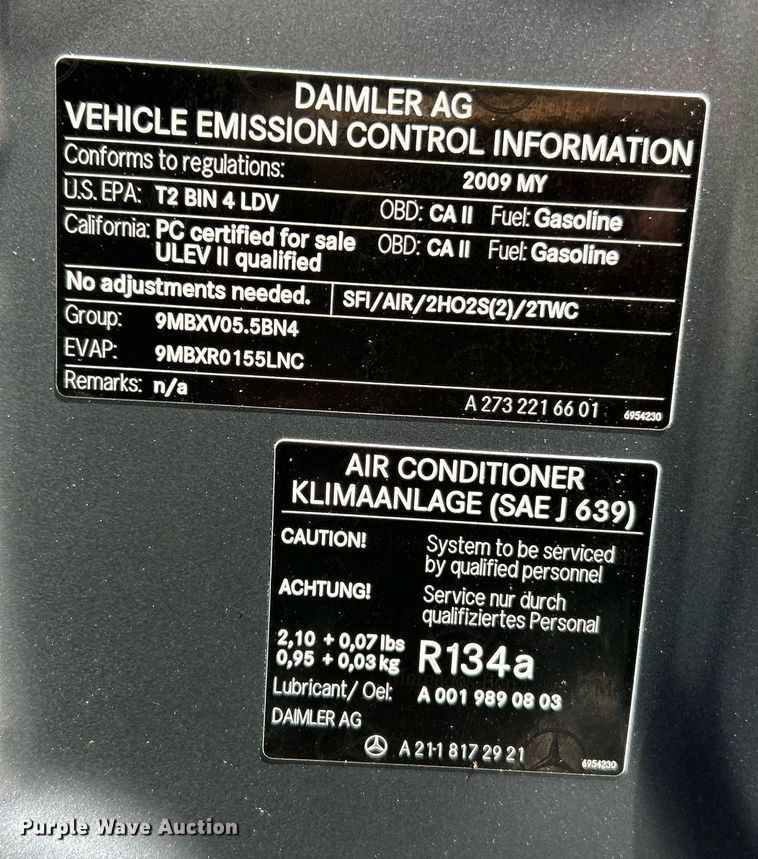 DAIMLER AG
VEHICLE EMISSION CONTROL INFORMATION
Conforms to regulations: 2009 MY
U.S. EPA: T2 BIN 4 LDV OBD: CA II Fuel: Gasoline
California: PC certified for sale OBD: CA II Fuel: Gasoline
ULEV II qualified
No adjustments needed. SFI/AIR/2HO2S(2)/2TWC
Group: 9MBXV05.5BN4
EVAP: 9MBXR0155LNC
Remarks: n/a
A 273 221 66 01 6954230
AIR CONDITIONER
KLIMAANLAGE (SAE J 639)
CAUTION! System to be serviced
by qualified personnel
ACHTUNG! Service nur durch
qualifiziertes Personal
2,10 + 0,07 lbs
0,95 + 0,03 kg R134a
Lubricant/ Oel: A 001 989 08 03
DAIMLER AG
A 21-1 817 29 21 6954230
Purple Wave Auction